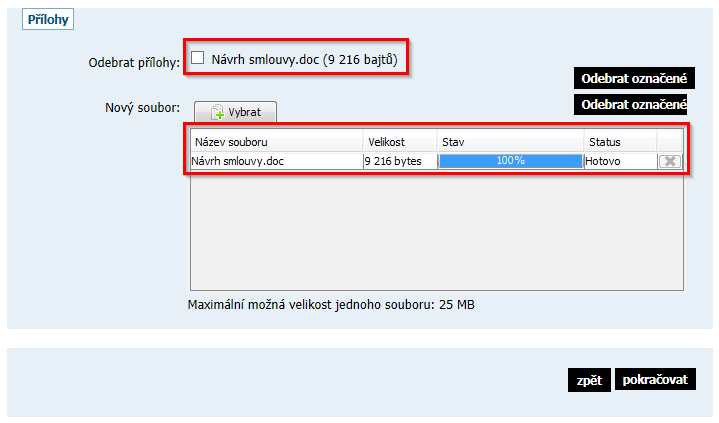 Přílohy
Odebrat přílohy: Návrh smlouvy.doc (9 216 bajtů)
Odebrat označené
Nový soubor: Vybrat
Odebrat označené
Název souboru Velikost Stav Status
Návrh smlouvy.doc 9 216 bytes 100% Hotovo
Maximální možná velikost jednoho souboru: 25 MB
zpět pokračovat